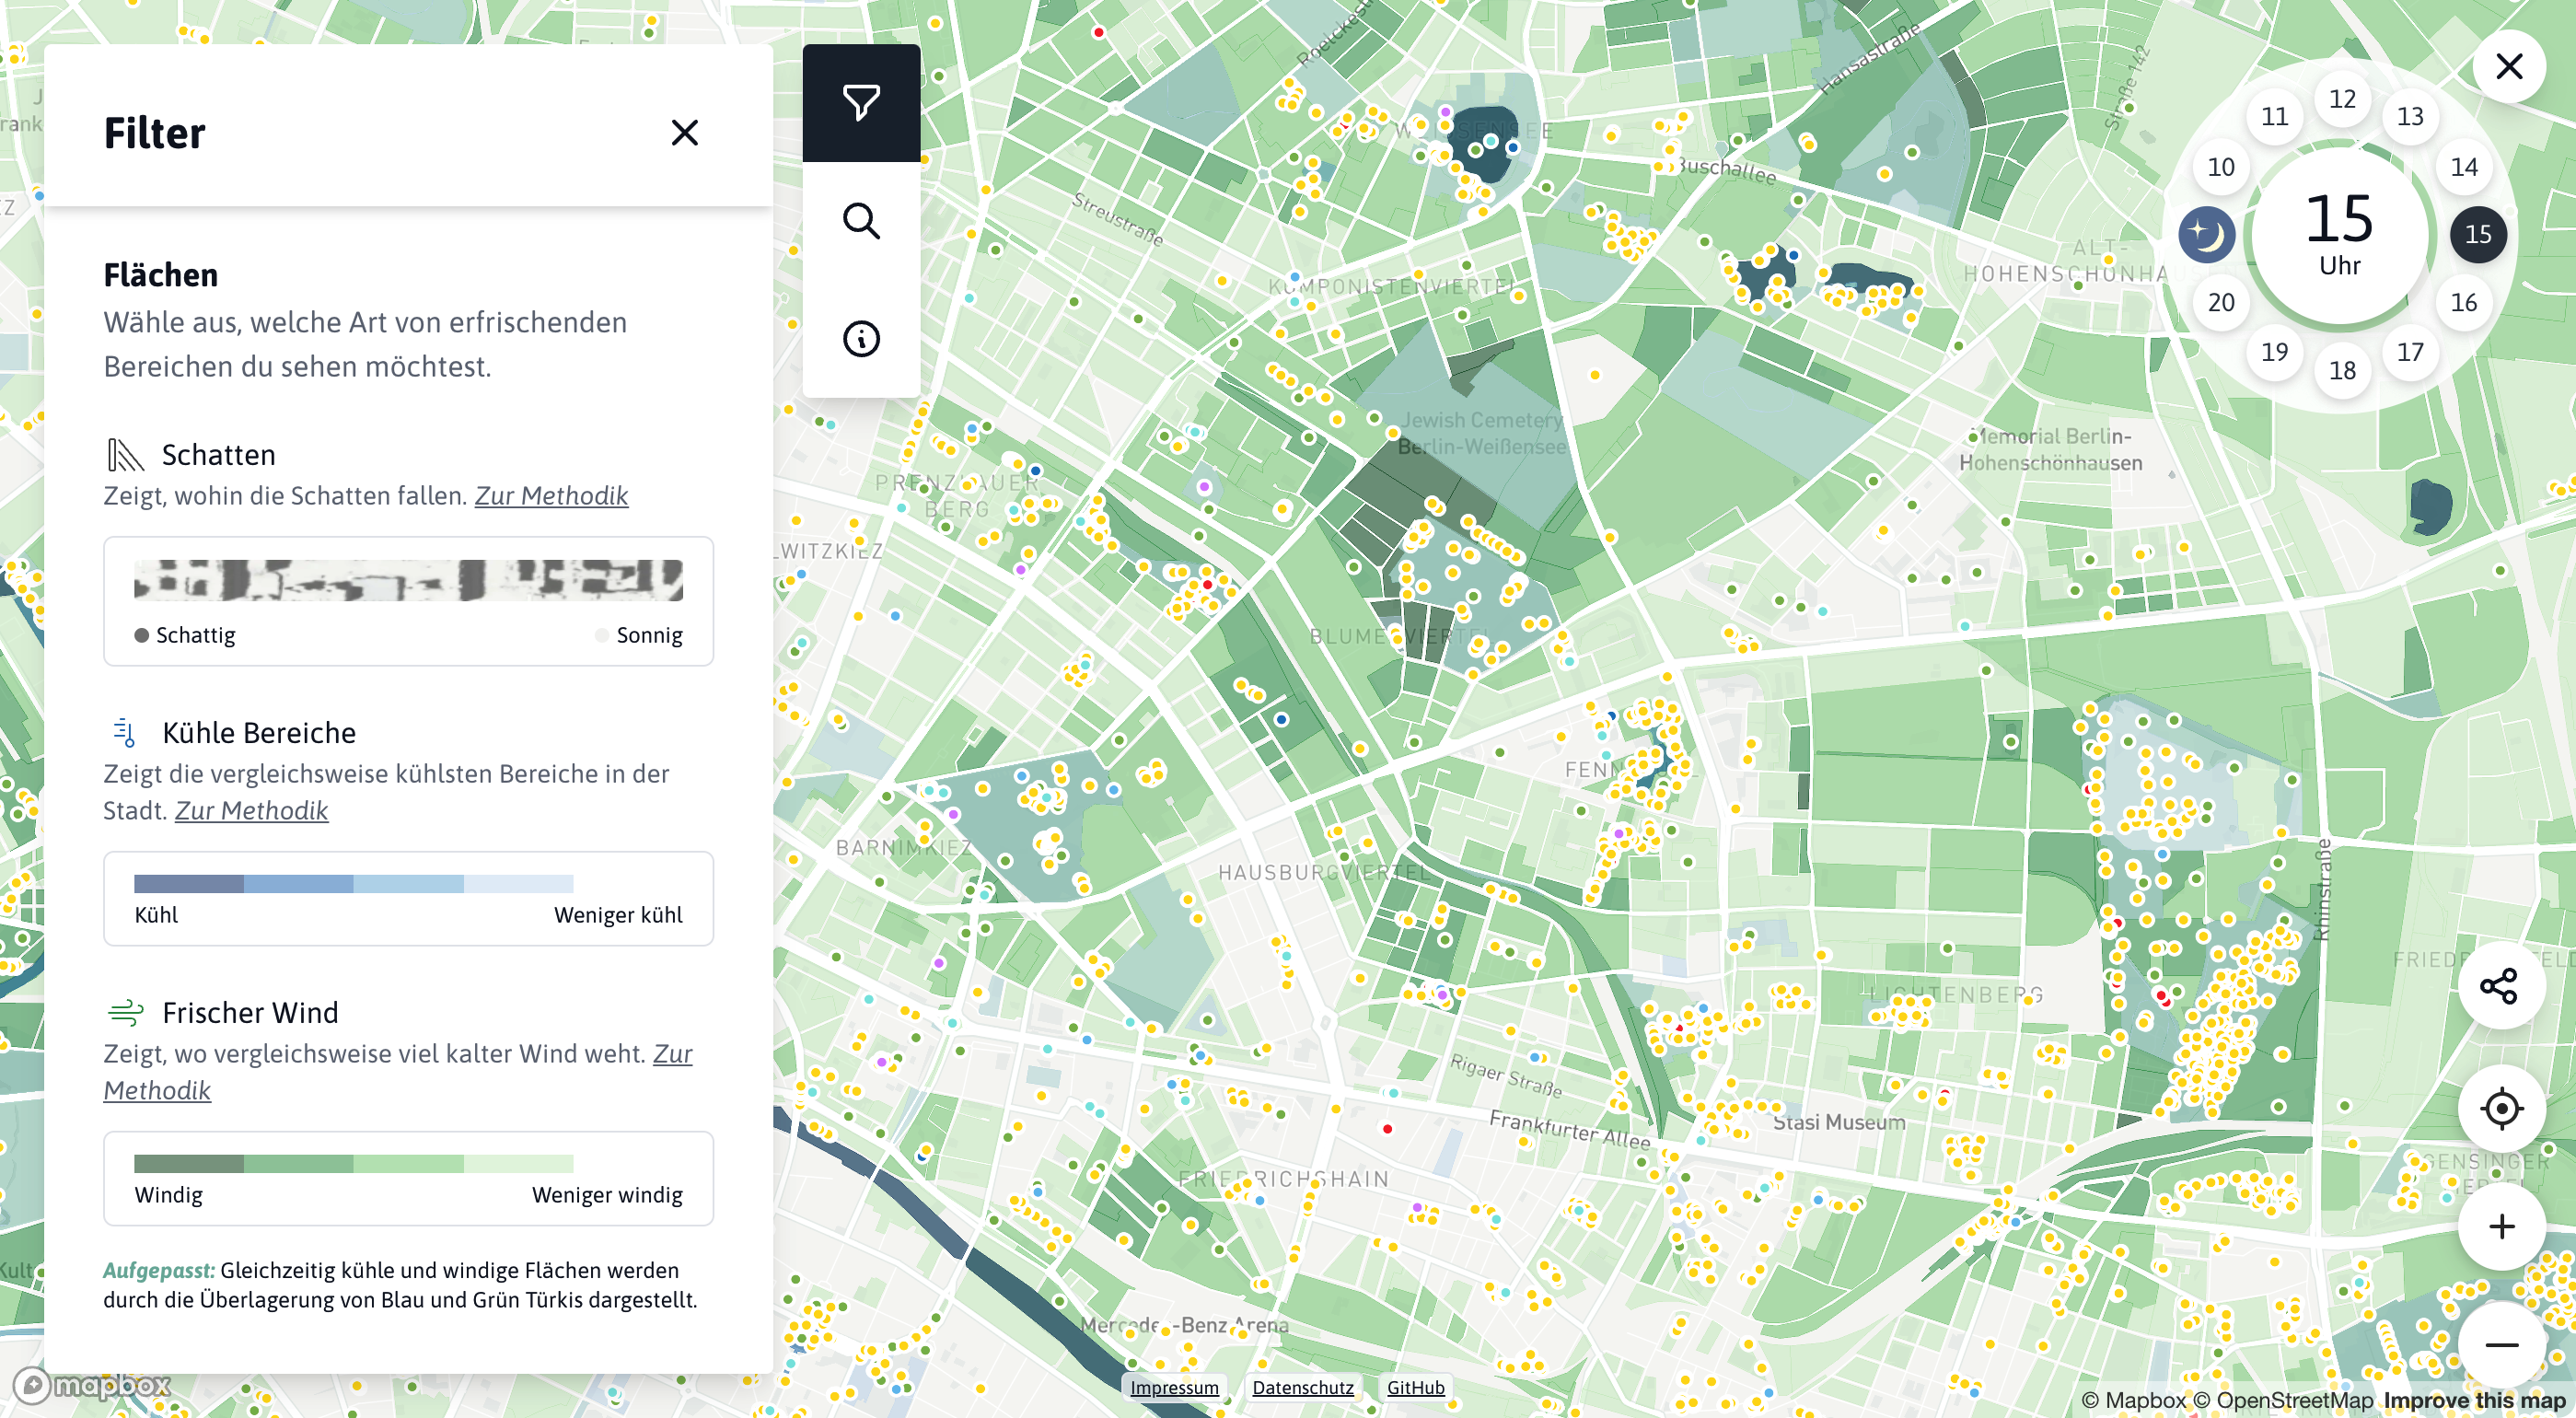 Filter
Flächen
Wähle aus, welche Art von erfrischenden
Bereichen du sehen möchtest.
Schatten
Zeigt, wohin die Schatten fallen. Zur Methodik
Schattig
Sonnig
Kühle Bereiche
Zeigt die vergleichsweise kühlsten Bereiche in der
Stadt. Zur Methodik
Kühl
Weniger kühl
Frischer Wind
Zeigt, wo vergleichsweise viel kalter Wind weht. Zur
Methodik
Windig
Weniger windig
Aufgepasst: Gleichzeitig kühle und windige Flächen werden
durch die Überlagerung von Blau und Grün Türkis dargestellt.
mapbox
Hansastraße
Straße 142
Buschallee
Streustraße
KOMPONISTENVIERTEL
ALT-
Jewish Cemetery
Berlin-Weißensee
Memorial Berlin-
Hohenschönhausen
PRENZLAUER
BERG
BLUMENVIERTEL
BARNIMKIEZ
HAUSBURGVIERTEL
Rhinstraße
LICHTENBERG
Rigaer Straße
Frankfurter Allee
Stasi Museum
FRIEDRICHSHAIN
Mercedes-Benz Arena
12
11
13
10
14
15
Uhr
15
20
16
19
17
18
Impressum
Datenschutz
GitHub
© Mapbox © OpenStreetMap Improve this map